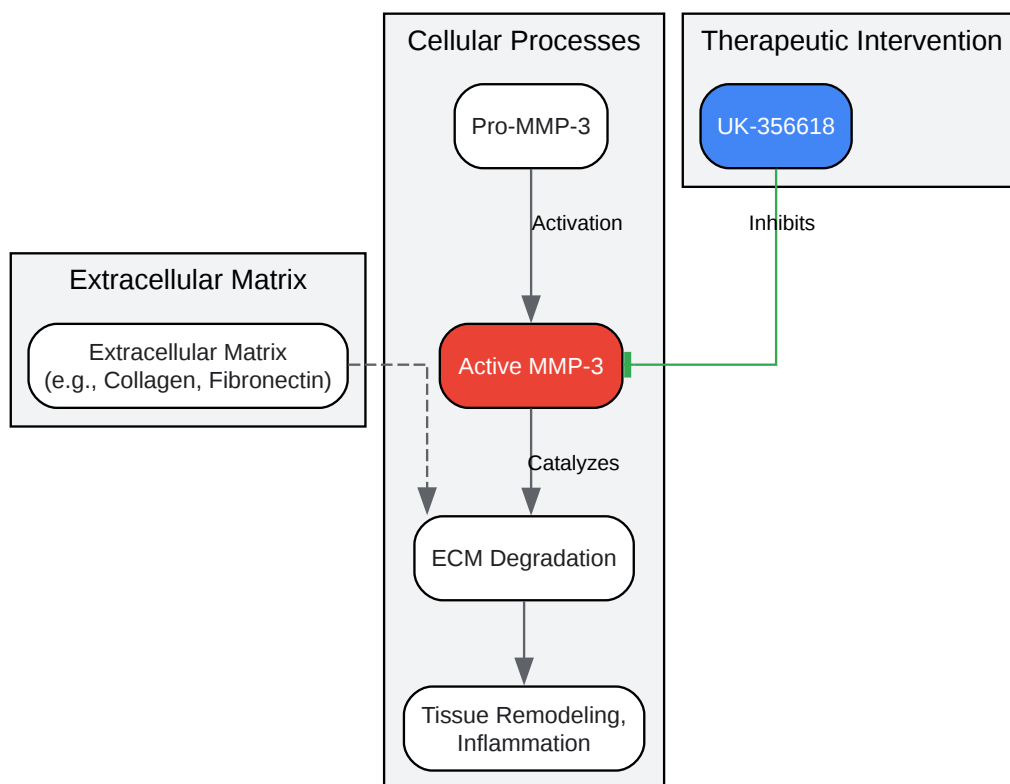 Cellular Processes
Therapeutic Intervention
Pro-MMP-3
UK-356618
Activation
Inhibits
Extracellular Matrix
Extracellular Matrix
(e.g., Collagen, Fibronectin)
Active MMP-3
Catalyzes
ECM Degradation
Tissue Remodeling,
Inflammation